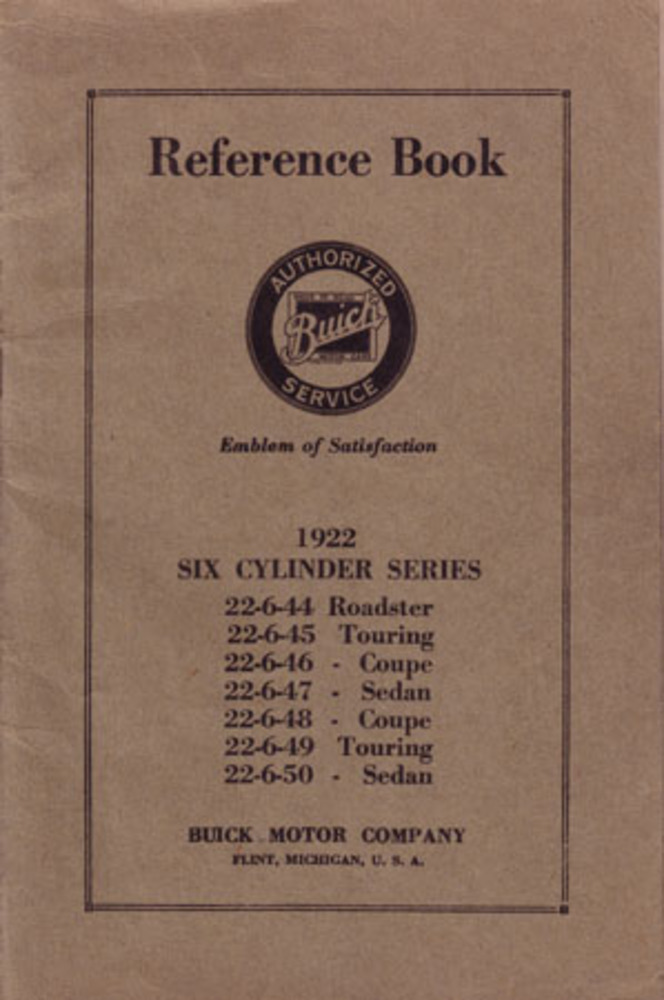 Reference Book
AUTHORIZED
Buick
SERVICE
Emblem of Satisfaction
1922
SIX CYLINDER SERIES
22-6-44 Roadster
22-6-45 Touring
22-6-46 - Coupe
22-6-47 - Sedan
22-6-48 - Coupe
22-6-49 Touring
22-6-50 - Sedan
BUICK MOTOR COMPANY
FLINT, MICHIGAN, U. S. A.